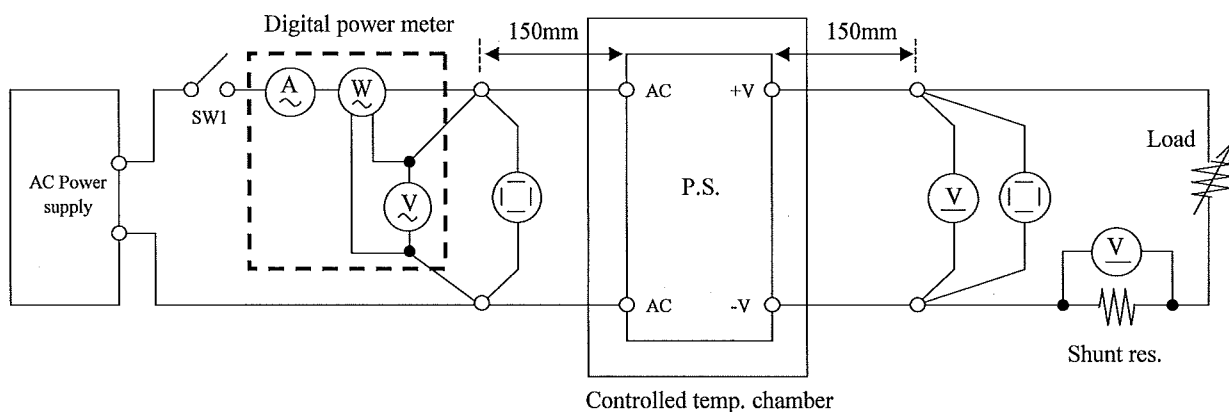 Digital power meter
150mm
150mm
A
W
SW1
AC
+V
Load
AC Power
supply
P.S.
V
V
V
AC
-V
Shunt res.
Controlled temp. chamber